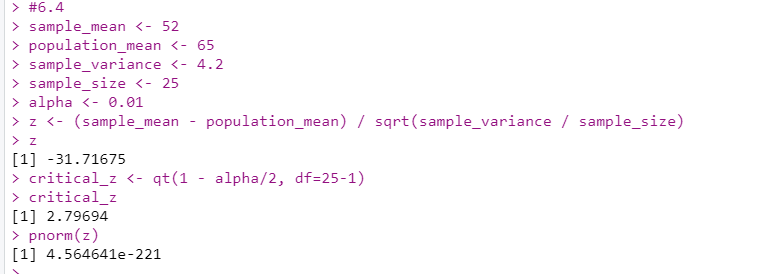 > #6.4
> sample_mean <- 52
> population_mean <- 65
> sample_variance <- 4.2
> sample_size <- 25
> alpha <- 0.01
> z <- (sample_mean - population_mean) / sqrt(sample_variance / sample_size)
> z
[1] -31.71675
> critical_z <- qt(1 - alpha/2, df=25-1)
> critical_z
[1] 2.79694
> pnorm(z)
[1] 4.564641e-221
>